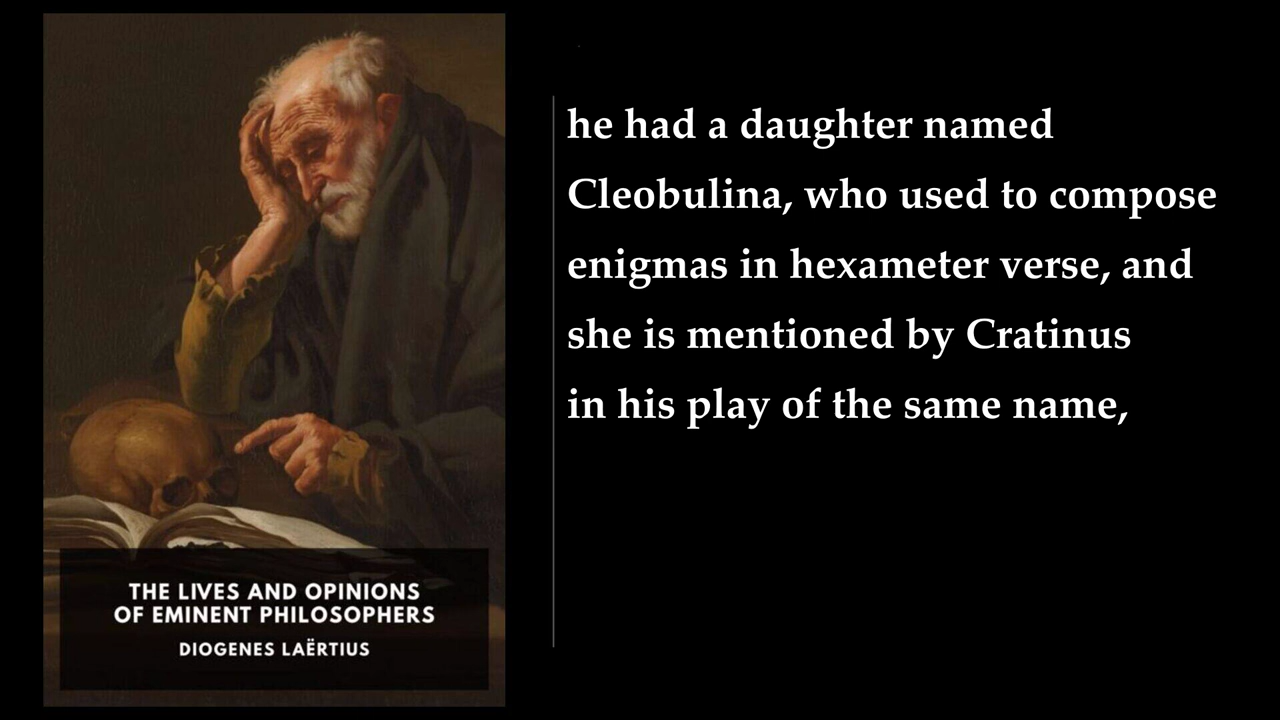 he had a daughter named
Cleobulina, who used to compose
enigmas in hexameter verse, and
she is mentioned by Cratinus
in his play of the same name,
THE LIVES AND OPINIONS
OF EMINENT PHILOSOPHERS
DIOGENES LAËRTIUS